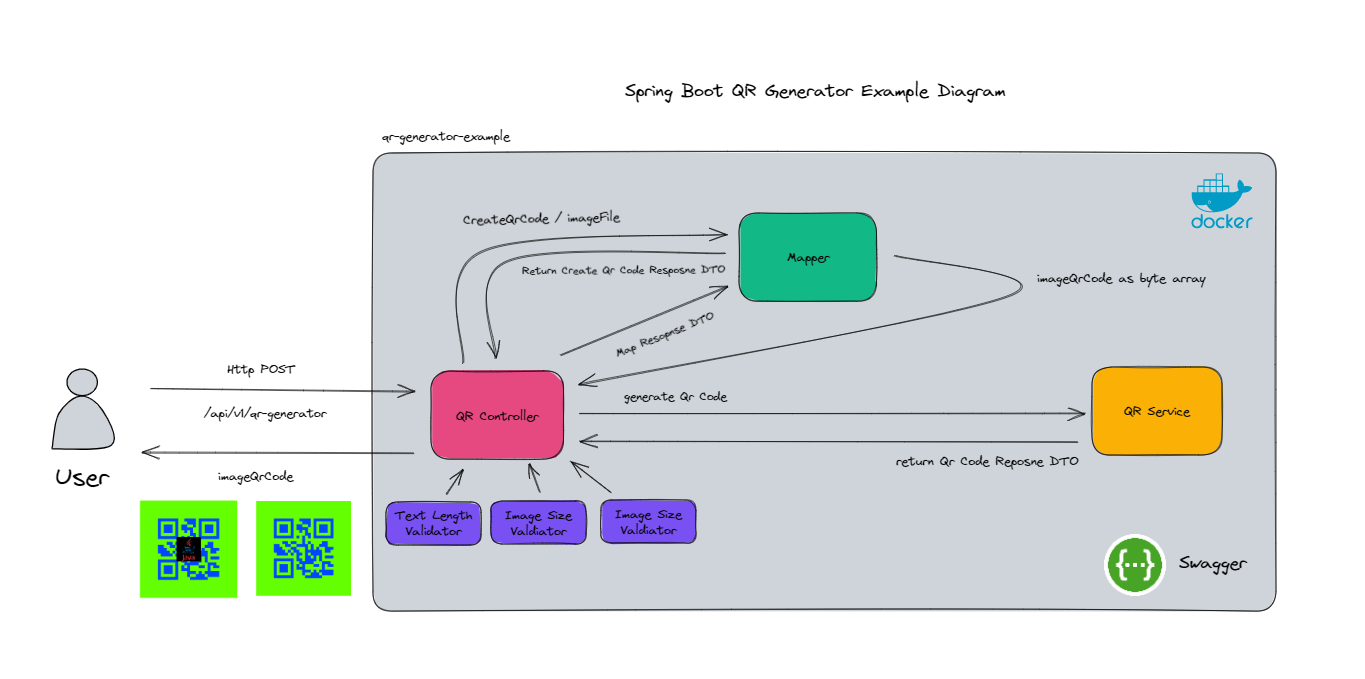 Spring Boot QR Generator Example Diagram
qr-generator-example
docker
CreateQrCode / imageFile
Return Create Qr Code Resposne DTO
Mapper
imageQrCode as byte array
Map Resopnse DTO
Http POST
/api/v1/qr-generator
imageQrCode
User
QR Controller
generate Qr Code
QR Service
return Qr Code Reposne DTO
Text Length
Validator
Image Size
Valdiator
Image Size
Valdiator
Java
{···}
Swagger